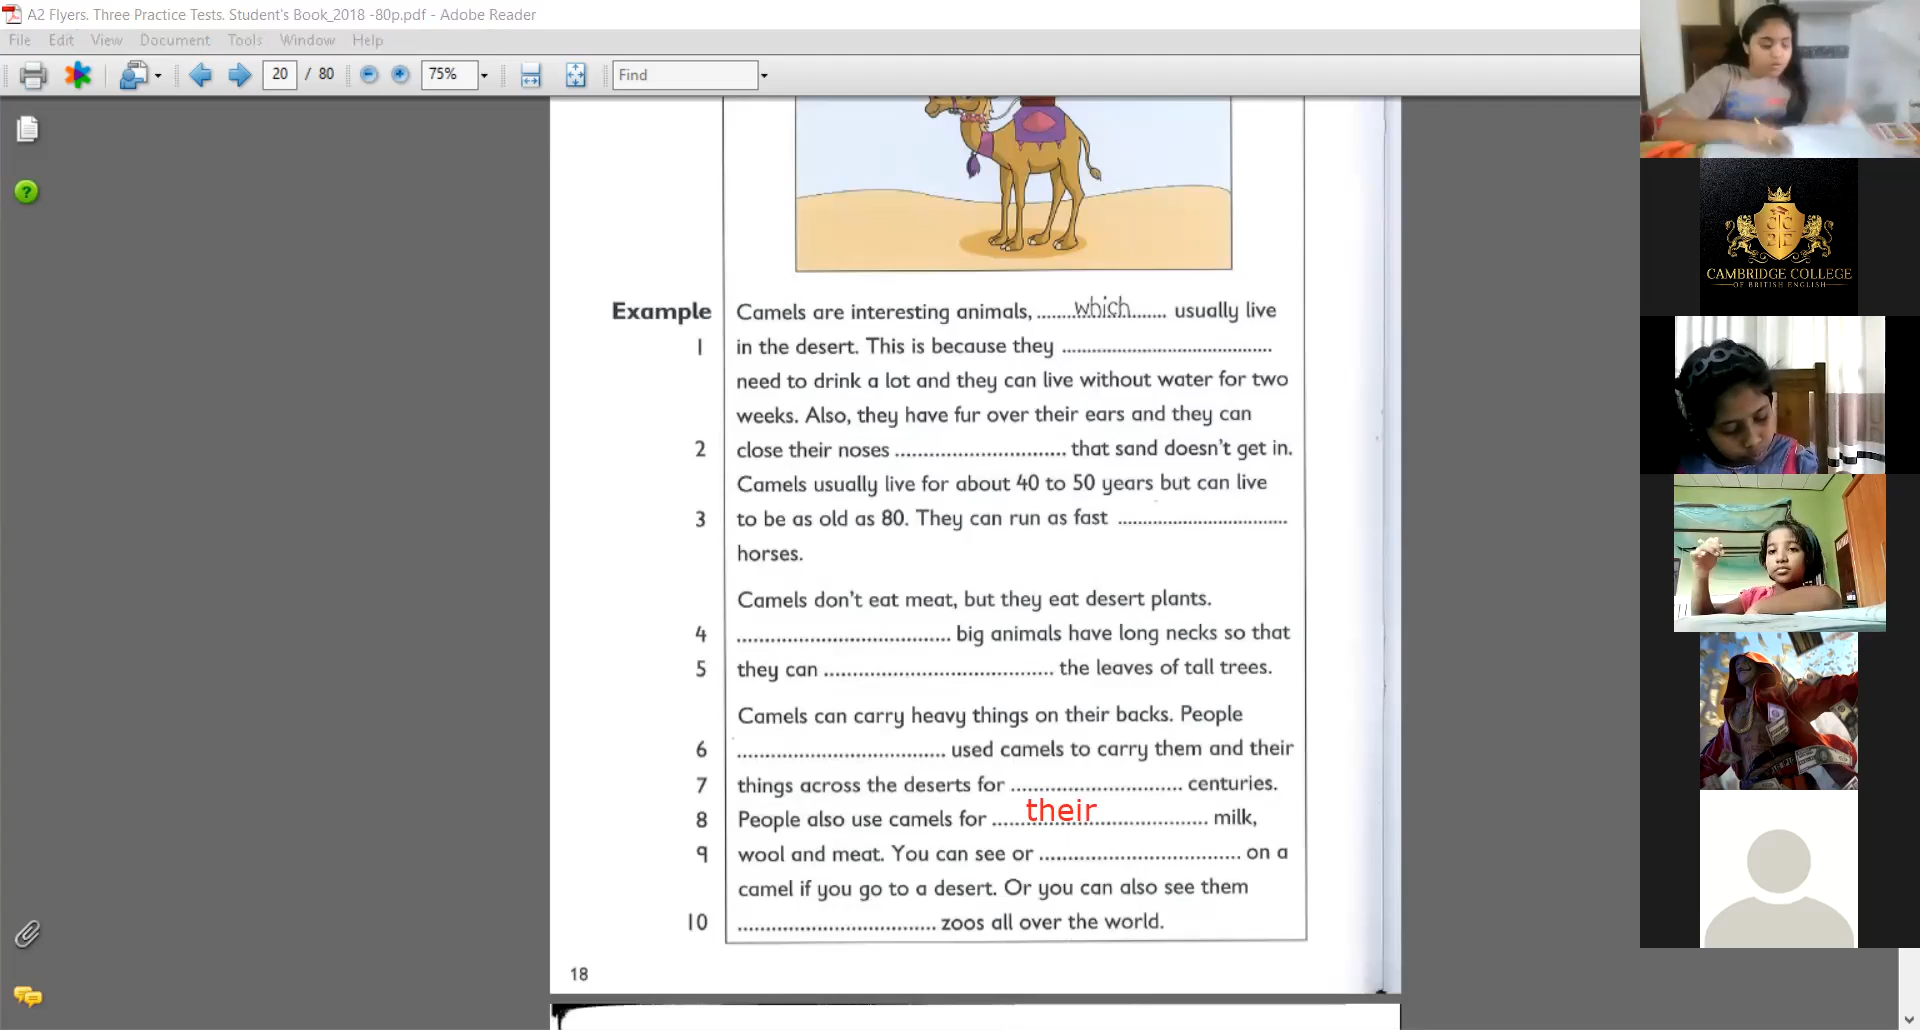 A2 Flyers. Three Practice Tests. Student's Book_2018 -80p.pdf - Adobe Reader
File Edit View Document Tools Window Help
20 / 80 75% Find
CAMBRIDGE COLLEGE
OF BRITISH ENGLISH
Example Camels are interesting animals, ........which....... usually live
1 in the desert. This is because they ..........................................
need to drink a lot and they can live without water for two
weeks. Also, they have fur over their ears and they can
2 close their noses .................................. that sand doesn't get in.
Camels usually live for about 40 to 50 years but can live
3 to be as old as 80. They can run as fast ..................................
horses.
Camels don't eat meat, but they eat desert plants.
4 .......................................... big animals have long necks so that
5 they can .............................................. the leaves of tall trees.
Camels can carry heavy things on their backs. People
6 .......................................... used camels to carry them and their
7 things across the deserts for .................................. centuries.
8 People also use camels for ......their...................... milk,
9 wool and meat. You can see or ........................................ on a
camel if you go to a desert. Or you can also see them
10 ........................................ zoos all over the world.
18